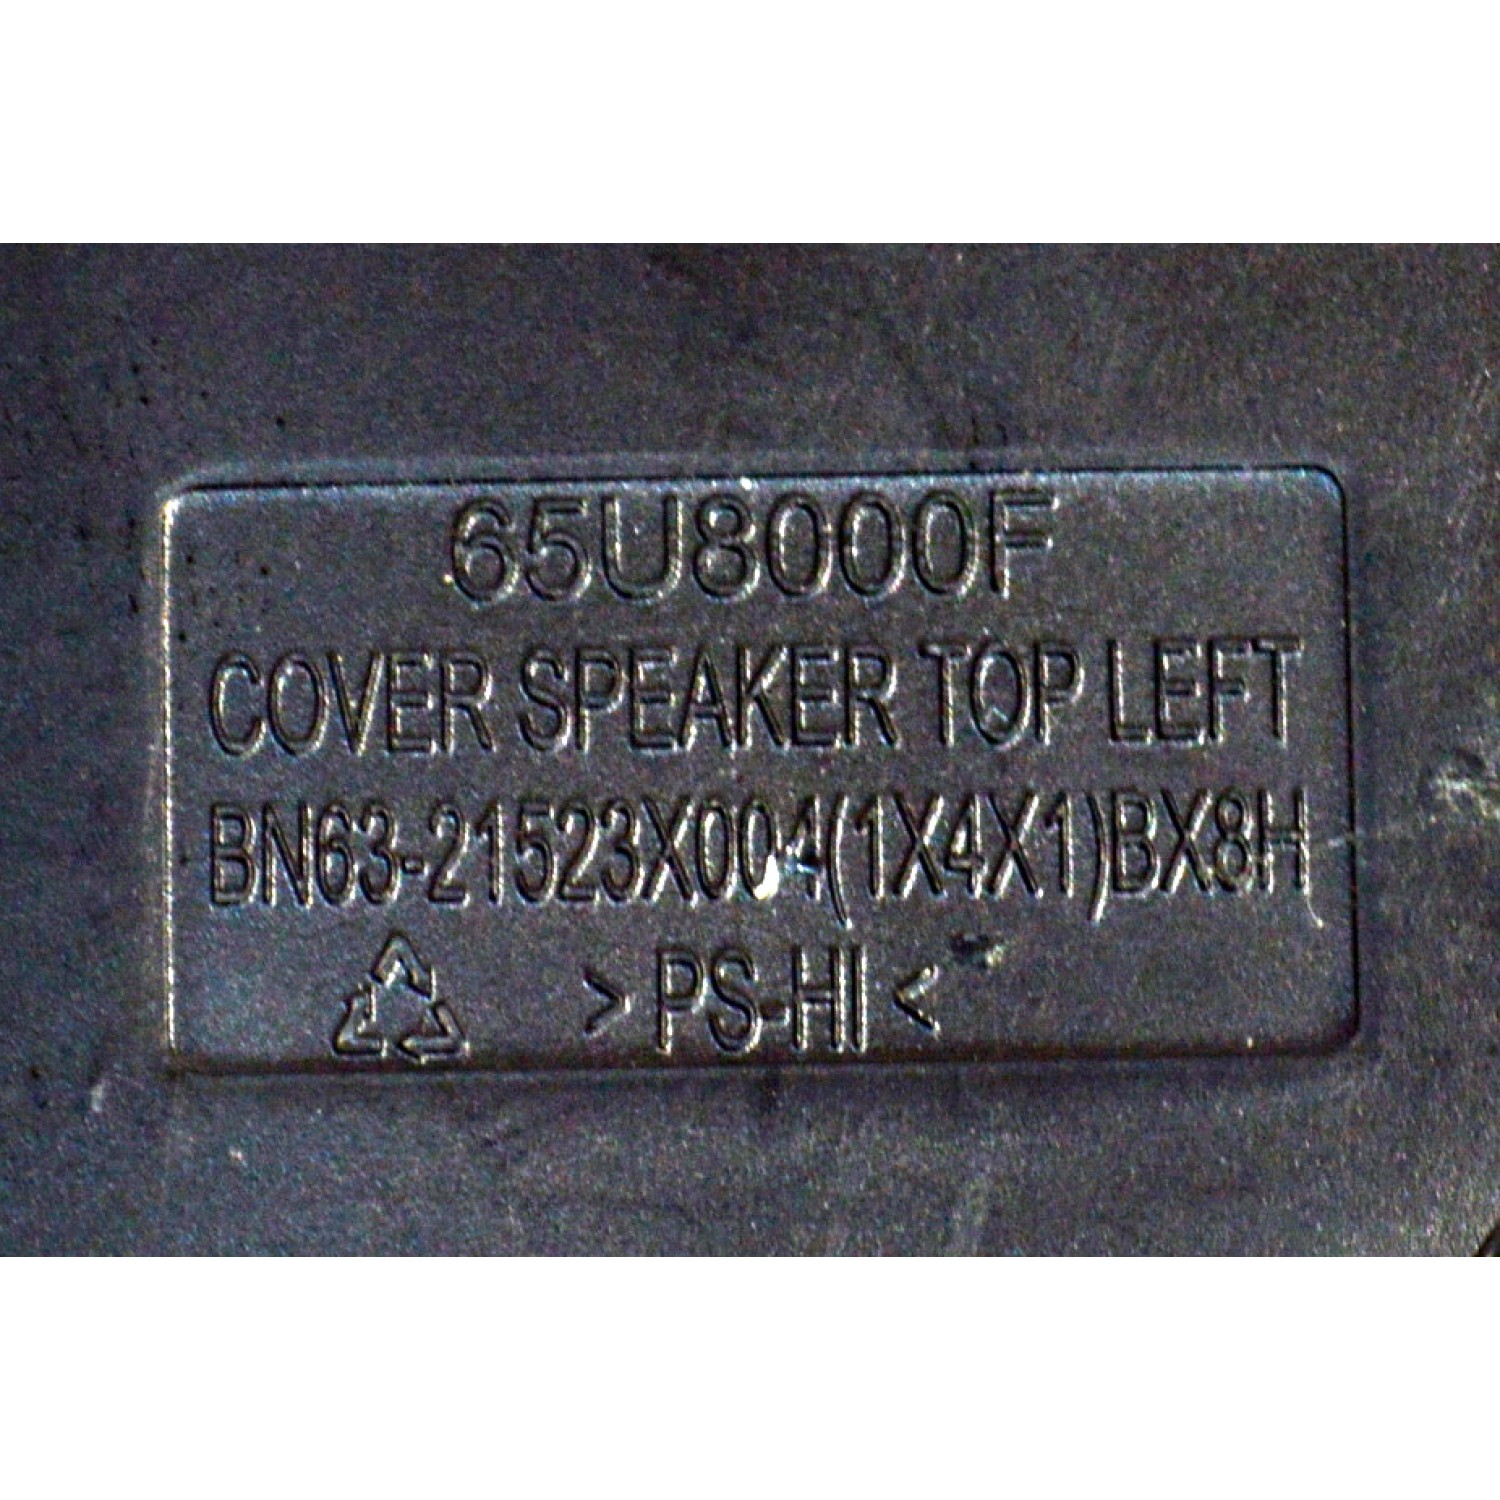 65U8000F
COVER SPEAKER TOP LEFT
BN63-21523X004(1X4X1)BX8H
>PS-HI<